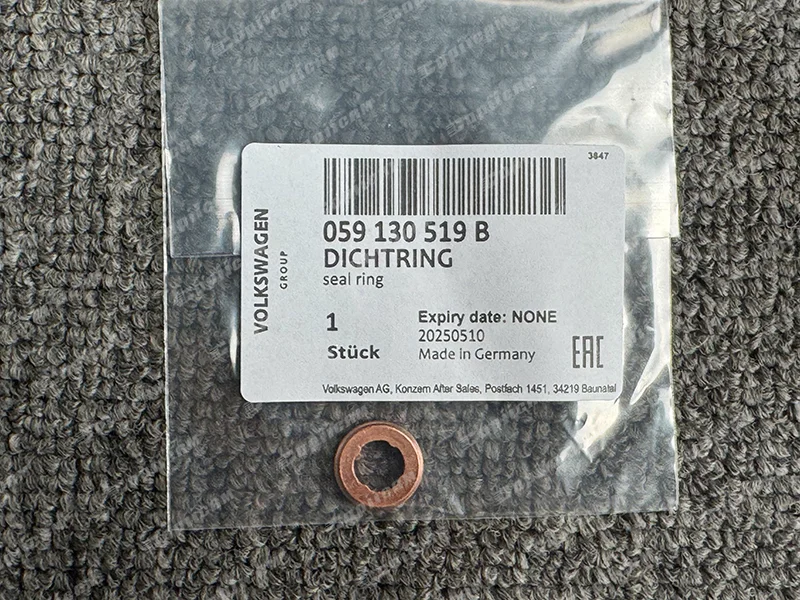 3647
059 130 519 B
DICHTRING
seal ring
VOLKSWAGEN
GROUP
1
Stück
Expiry date: NONE
20250510
Made in Germany
EAC
Volkswagen AG, Konzern After Sales, Postfach 1451, 34219 Baunatal